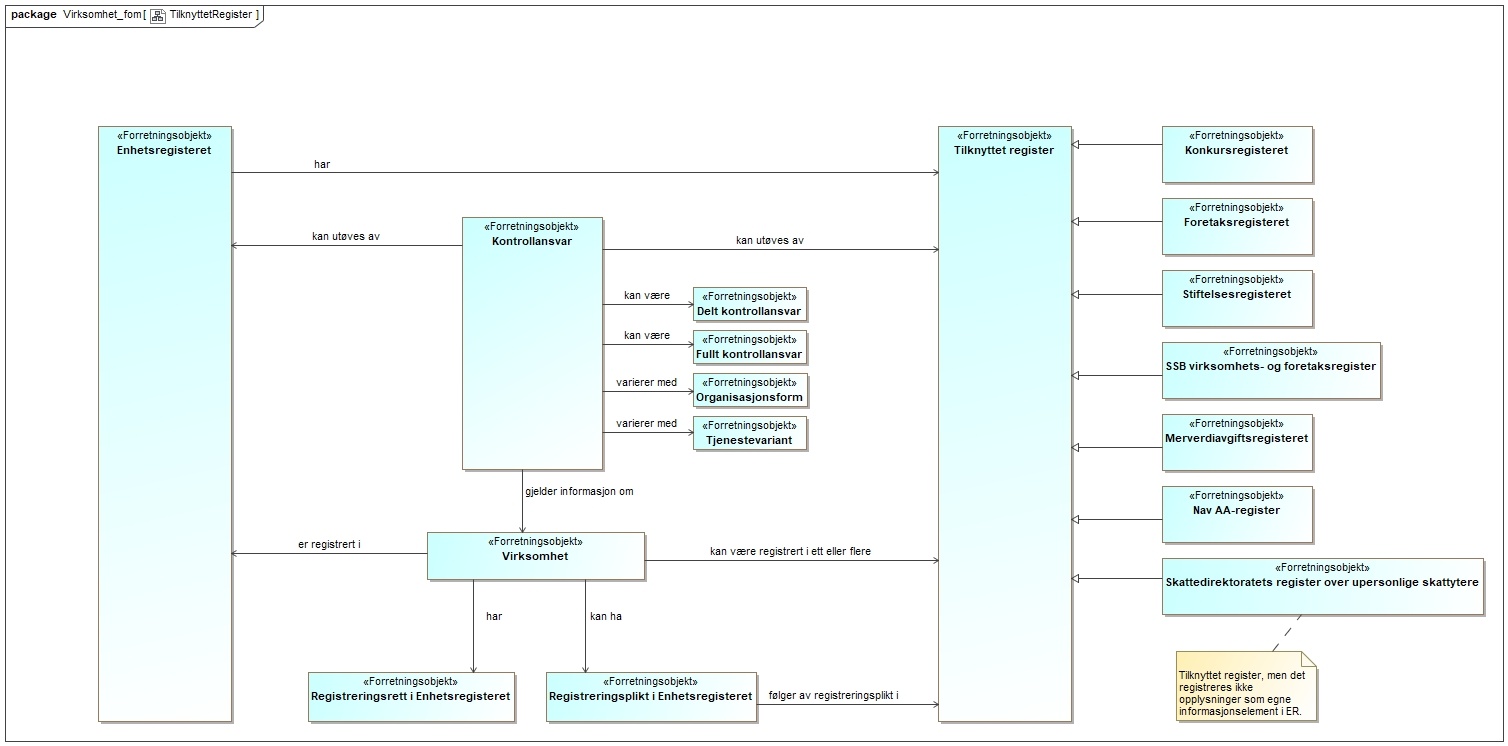 package Virksomhet_fom[ TilknyttetRegister ]
«Forretningsobjekt»
Enhetsregisteret
har
«Forretningsobjekt»
Tilknyttet register
«Forretningsobjekt»
Konkursregisteret
«Forretningsobjekt»
Foretaksregisteret
«Forretningsobjekt»
Kontrollansvar
kan utøves av
kan utøves av
«Forretningsobjekt»
Stiftelsesregisteret
kan være
«Forretningsobjekt»
Delt kontrollansvar
kan være
«Forretningsobjekt»
Fullt kontrollansvar
«Forretningsobjekt»
SSB virksomhets- og foretaksregister
varierer med
«Forretningsobjekt»
Organisasjonsform
varierer med
«Forretningsobjekt»
Tjenestevariant
«Forretningsobjekt»
Merverdiavgiftsregisteret
gjelder informasjon om
«Forretningsobjekt»
Nav AA-register
er registrert i
«Forretningsobjekt»
Virksomhet
kan være registrert i ett eller flere
«Forretningsobjekt»
Skattedirektoratets register over upersonlige skattytere
har
kan ha
«Forretningsobjekt»
Registreringsrett i Enhetsregisteret
«Forretningsobjekt»
Registreringsplikt i Enhetsregisteret
følger av registreringsplikt i
Tilknyttet register, men det
registreres ikke
opplysninger som egne
informasjonselement i ER.